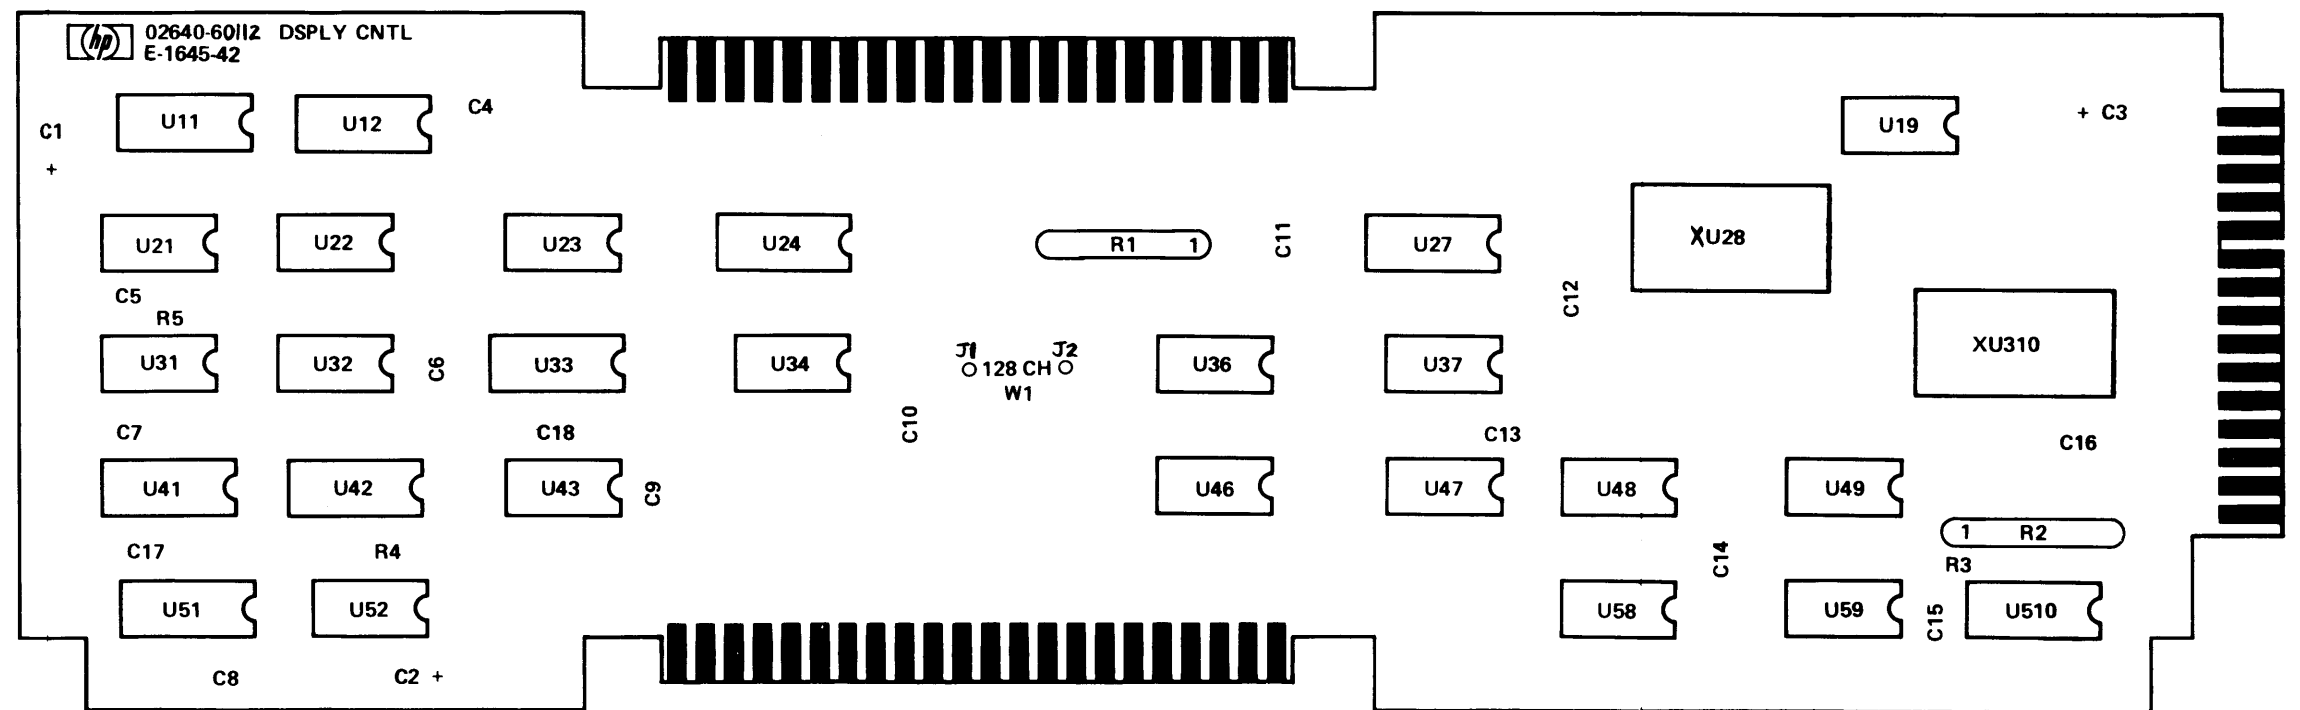 hp 02640-60112 DSPLY CNTL
E-1645-42
C1
+
U11
U12
C4
U19
+ C3
U21
U22
U23
U24
R1 1
C11
U27
XU28
C5
R5
C12
U31
U32
C6
U33
U34
J1 128 CH J2
W1
U36
U37
XU310
C7
C18
C10
C13
C16
U41
U42
U43
C9
U46
U47
U48
U49
1 R2
C17
R4
C14
R3
U51
U52
U58
U59
C15
U510
C8
C2 +